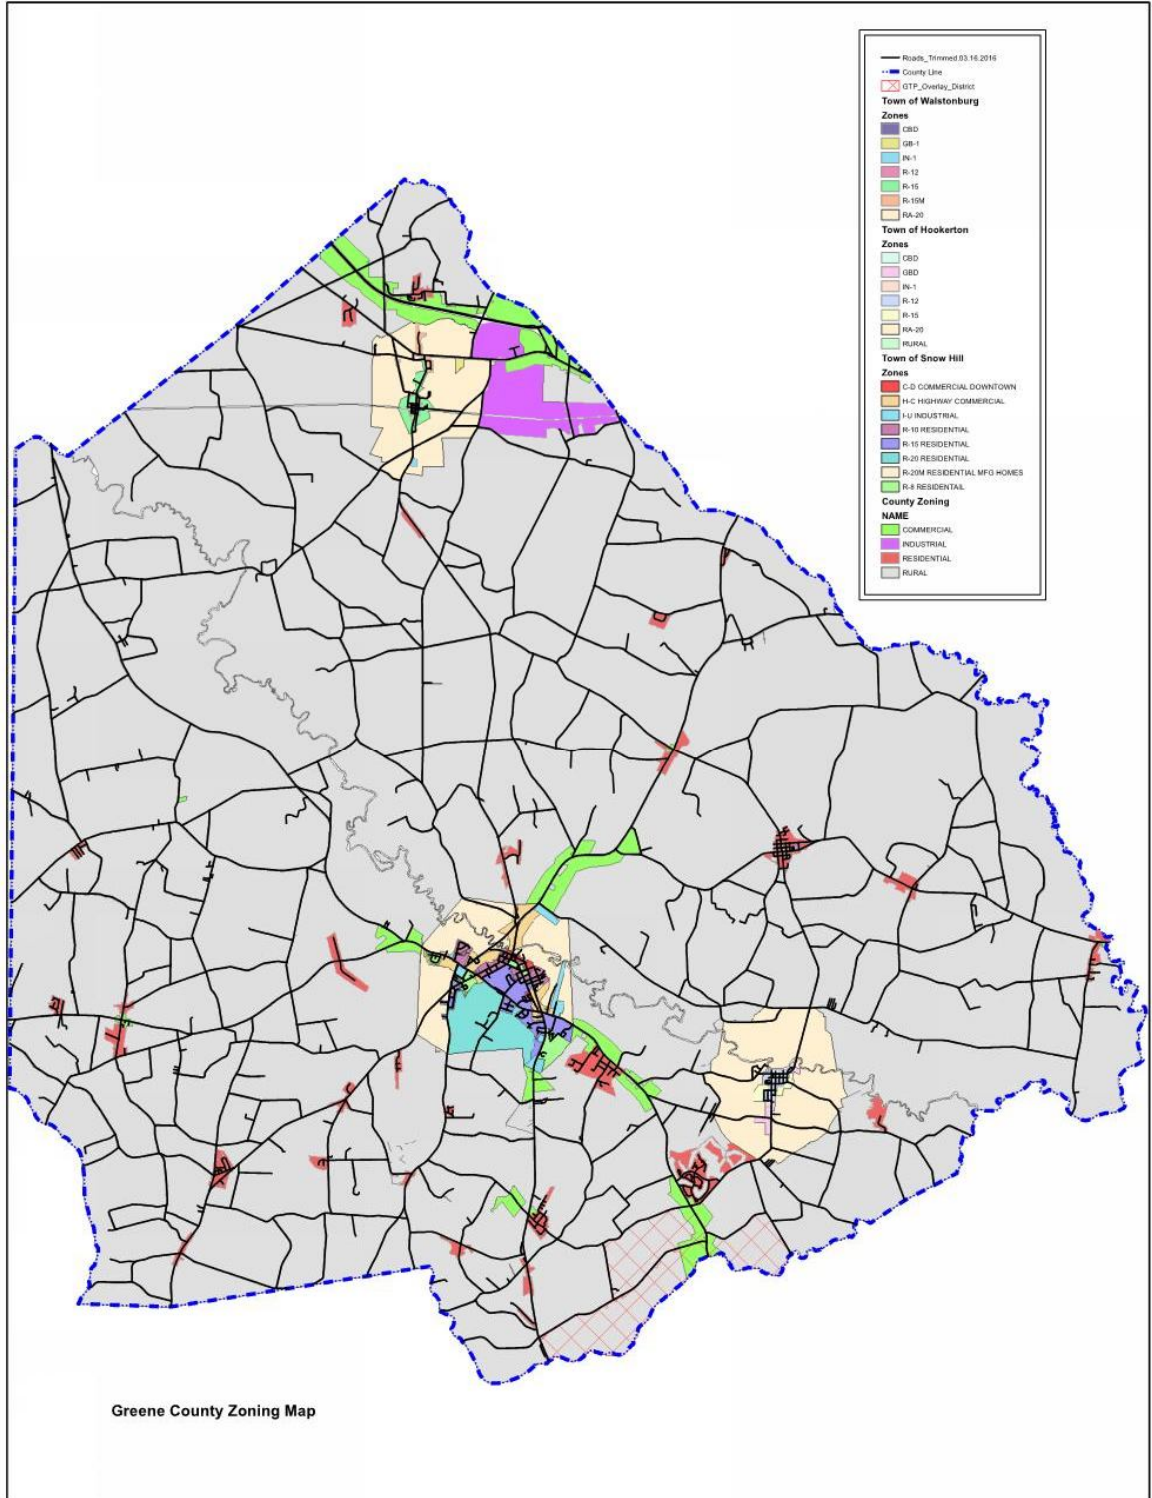 Roads_Trimmed.03.16.2016
County Line
GTP_Overlay_District
Town of Walstonburg
Zones
CBD
GB-1
IN-1
R-12
R-15
R-15M
RA-20
Town of Hookerton
Zones
CBD
GBD
IN-1
R-12
R-15
RA-20
RURAL
Town of Snow Hill
Zones
C-D COMMERCIAL DOWNTOWN
H-C HIGHWAY COMMERCIAL
I-U INDUSTRIAL
R-10 RESIDENTIAL
R-15 RESIDENTIAL
R-20 RESIDENTIAL
R-20M RESIDENTIAL MFG HOMES
R-8 RESIDENTAIL
County Zoning
NAME
COMMERCIAL
INDUSTRIAL
RESIDENTIAL
RURAL
Greene County Zoning Map